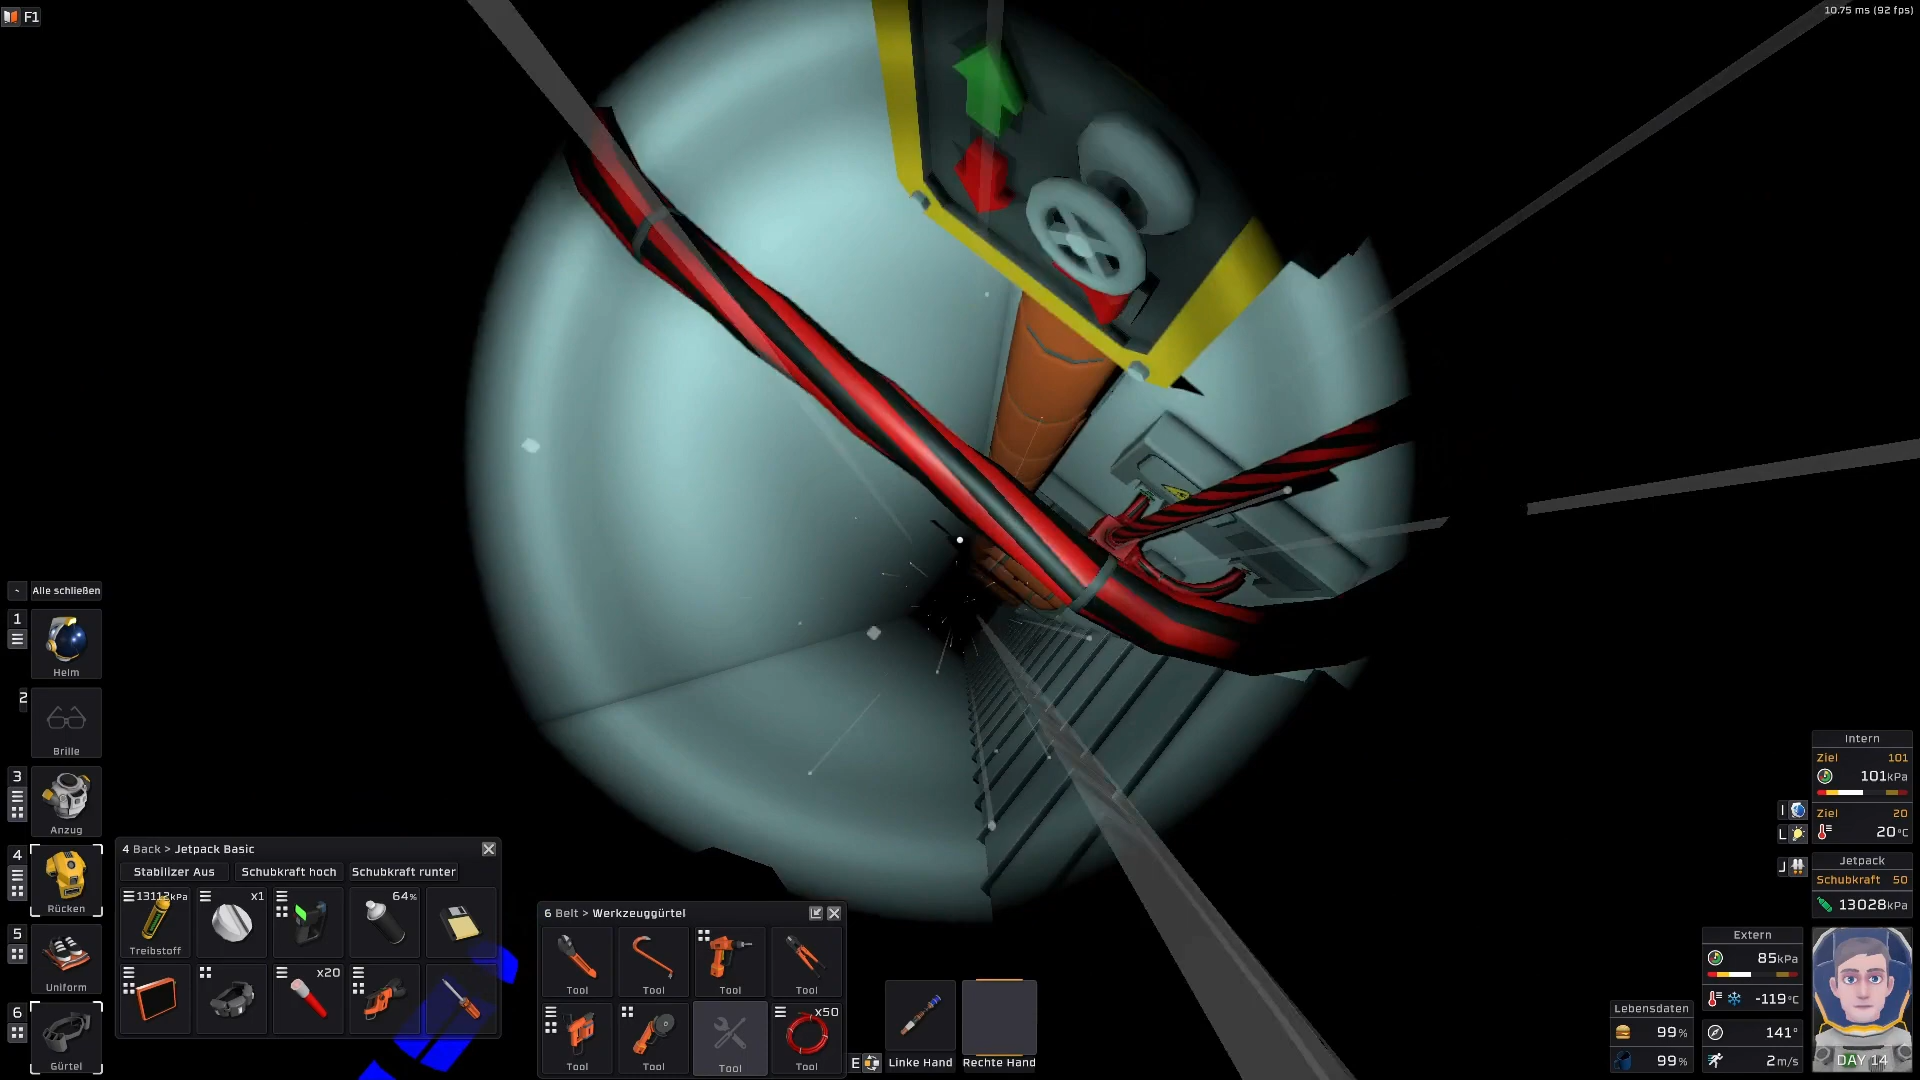 F1
10.75 ms (92 fps)
~ Alle schließen
1
Helm
2
Brille
3
Anzug
4
Rücken
5
Uniform
6
Gürtel
4 Back > Jetpack Basic
Stabilizer Aus
Schubkraft hoch
Schubkraft runter
13112kPa
x1
64%
Treibstoff
x20
6 Belt > Werkzeuggürtel
Tool
Tool
Tool
Tool
x50
Tool
Tool
Tool
Tool
E
Linke Hand
Rechte Hand
Intern
Ziel 101
101kPa
Ziel 20
20°C
I
L
J
Jetpack
Schubkraft 50
13028kPa
Extern
85kPa
-119°C
141°
2m/s
Lebensdaten
99%
99%
DAY 14